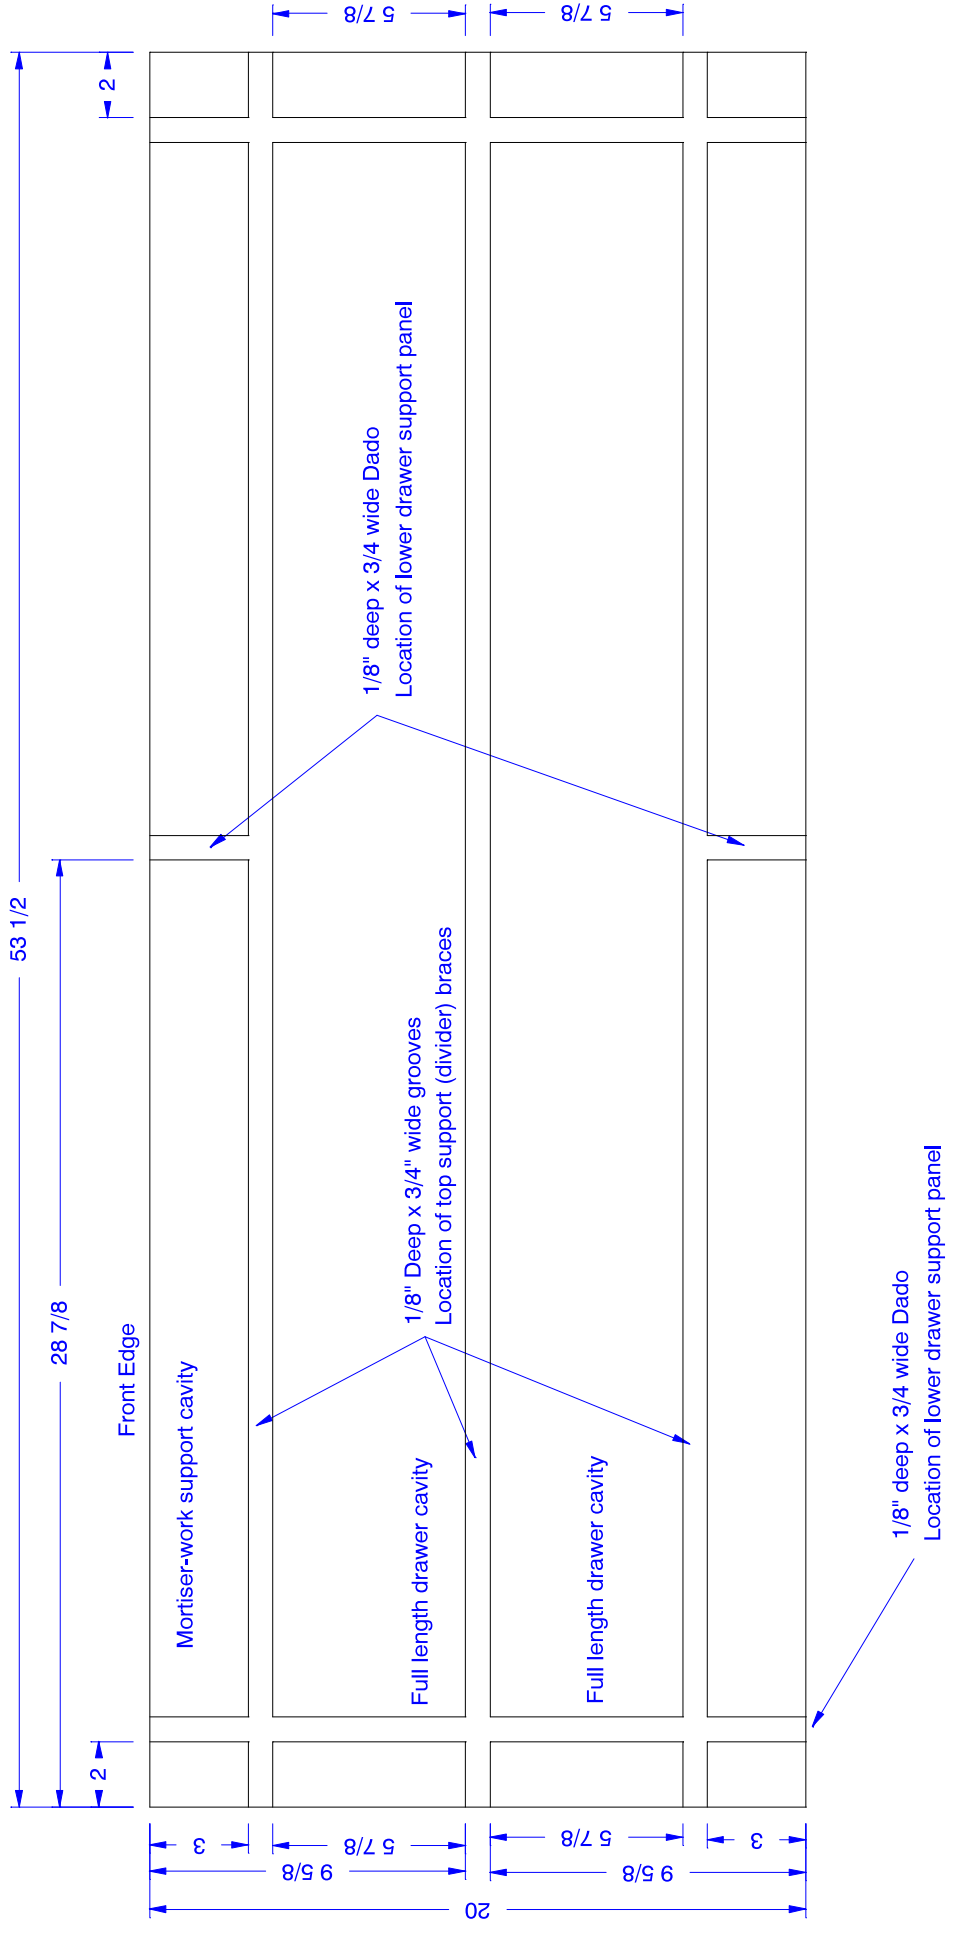 53 1/2
28 7/8
2
2
Front Edge
Mortiser-work support cavity
1/8" deep x 3/4 wide Dado
Location of lower drawer support panel
1/8" Deep x 3/4" wide grooves
Location of top support (divider) braces
Full length drawer cavity
Full length drawer cavity
1/8" deep x 3/4 wide Dado
Location of lower drawer support panel
3
5 7/8
5 7/8
3
9 5/8
9 5/8
20
5 7/8
5 7/8